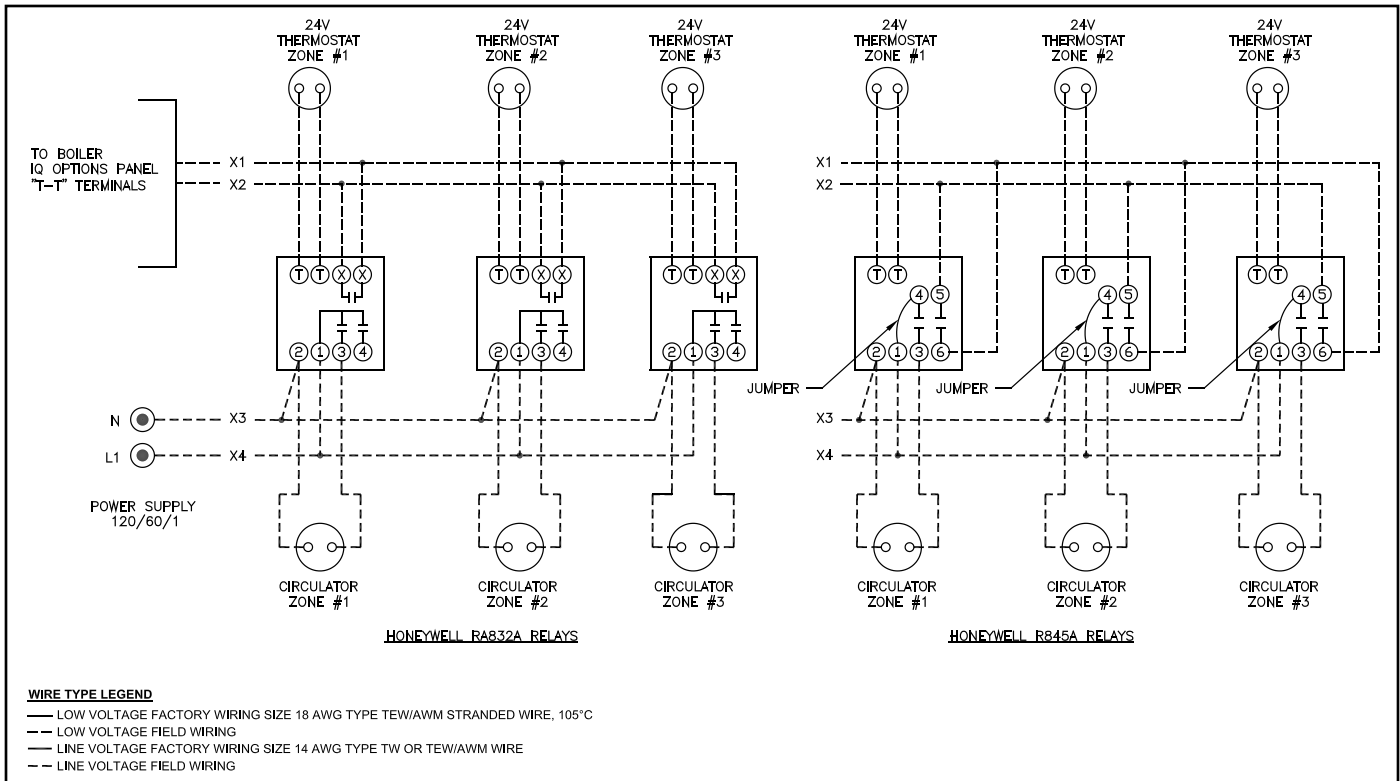 24V
THERMOSTAT
ZONE #1
24V
THERMOSTAT
ZONE #2
24V
THERMOSTAT
ZONE #3
24V
THERMOSTAT
ZONE #1
24V
THERMOSTAT
ZONE #2
24V
THERMOSTAT
ZONE #3
TO BOILER
IQ OPTIONS PANEL
"T-T" TERMINALS
X1
X2
X1
X2
T T X X
T T X X
T T X X
T T
T T
T T
4 5
4 5
4 5
2 1 3 4
2 1 3 4
2 1 3 4
2 1 3 6
2 1 3 6
2 1 3 6
JUMPER
JUMPER
JUMPER
N
X3
X3
L1
X4
X4
POWER SUPPLY
120/60/1
CIRCULATOR
ZONE #1
CIRCULATOR
ZONE #2
CIRCULATOR
ZONE #3
CIRCULATOR
ZONE #1
CIRCULATOR
ZONE #2
CIRCULATOR
ZONE #3
HONEYWELL RA832A RELAYS
HONEYWELL R845A RELAYS
WIRE TYPE LEGEND
LOW VOLTAGE FACTORY WIRING SIZE 18 AWG TYPE TEW/AWM STRANDED WIRE, 105°C
LOW VOLTAGE FIELD WIRING
LINE VOLTAGE FACTORY WIRING SIZE 14 AWG TYPE TW OR TEW/AWM WIRE
LINE VOLTAGE FIELD WIRING